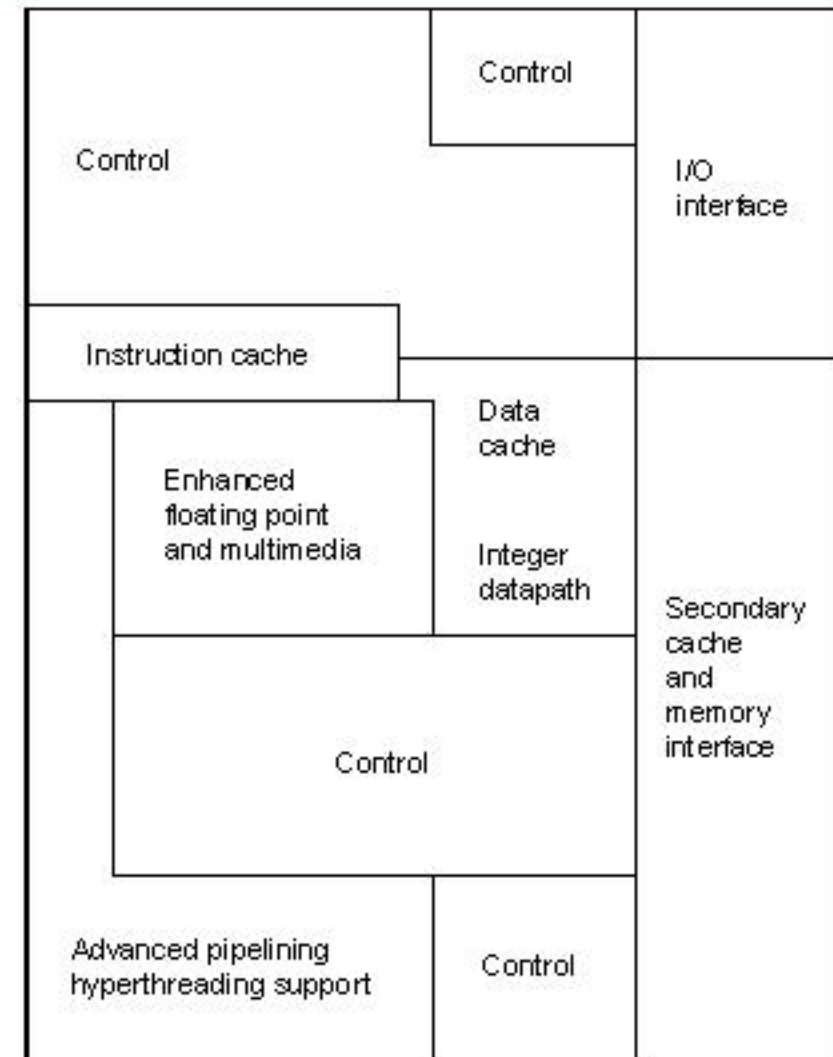 Control
Control
I/O
interface
Instruction cache
Data
cache
Enhanced
floating point
and multimedia
Integer
datapath
Secondary
cache
and
memory
interface
Control
Advanced pipelining
hyperthreading support
Control